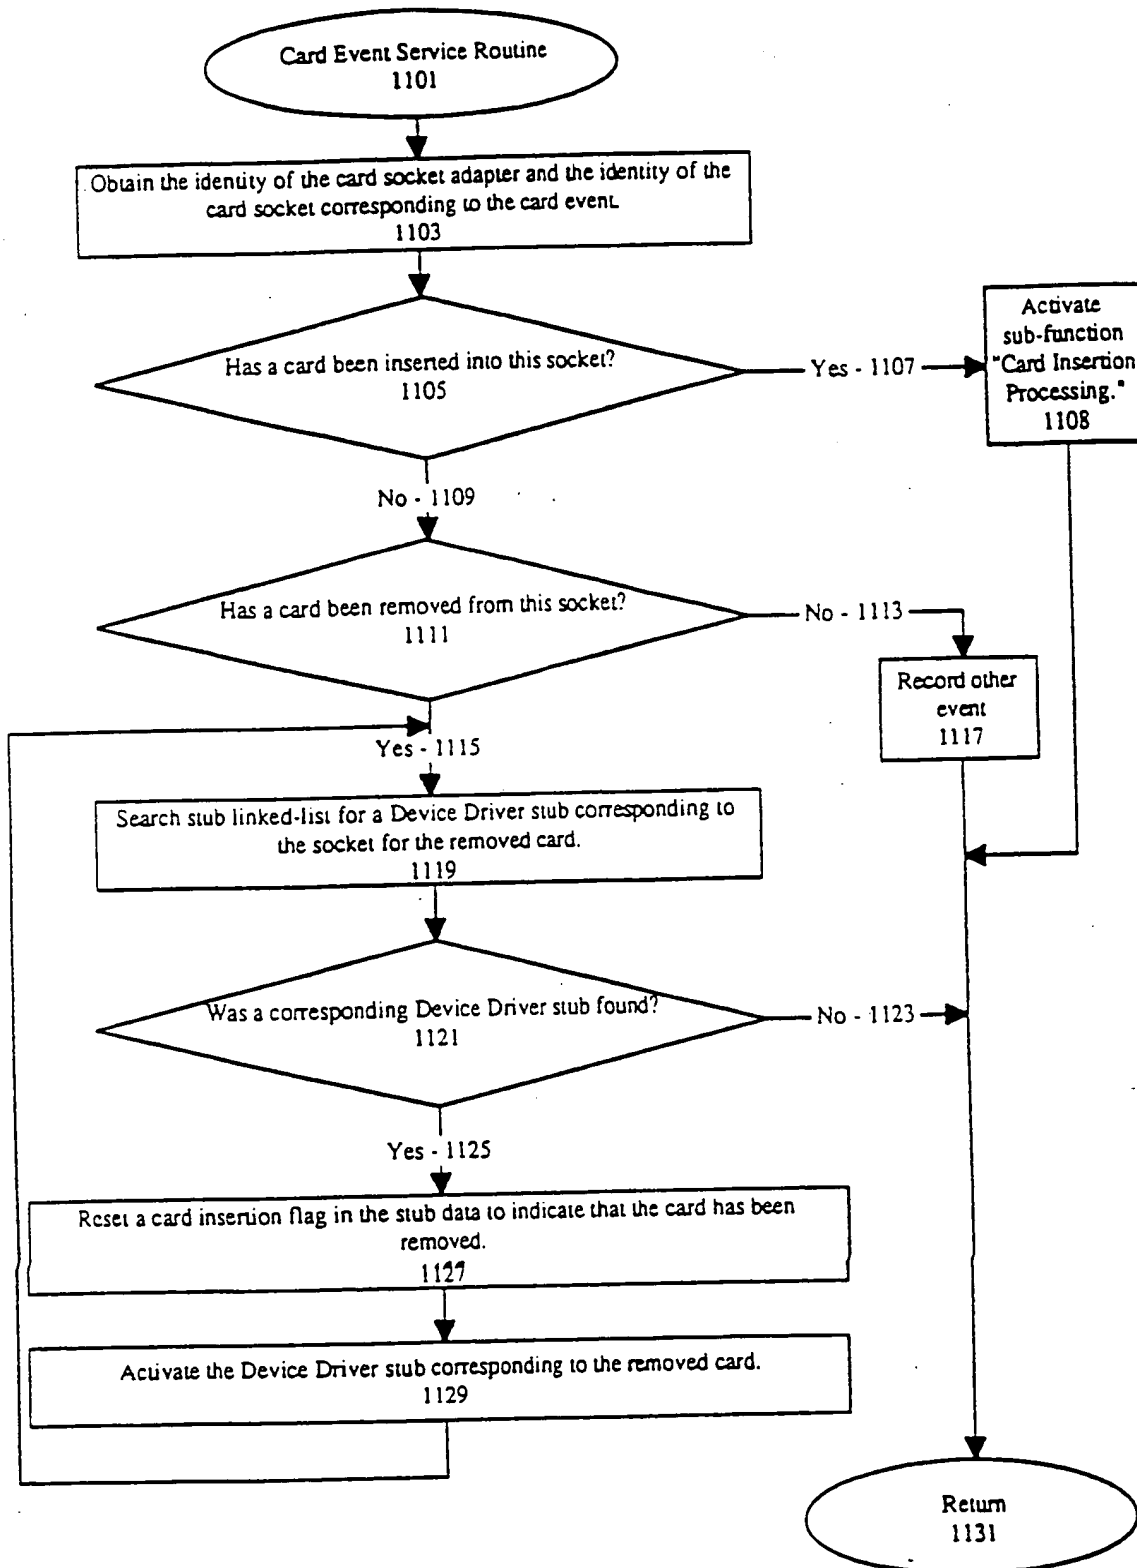 Card Event Service Routine
1101
Obtain the identity of the card socket adapter and the identity of the
card socket corresponding to the card event.
1103
Has a card been inserted into this socket?
1105
Yes - 1107
Activate
sub-function
"Card Insertion
Processing."
1108
No - 1109
Has a card been removed from this socket?
1111
No - 1113
Record other
event
1117
Yes - 1115
Search stub linked-list for a Device Driver stub corresponding to
the socket for the removed card.
1119
Was a corresponding Device Driver stub found?
1121
No - 1123
Yes - 1125
Reset a card insertion flag in the stub data to indicate that the card has been
removed.
1127
Activate the Device Driver stub corresponding to the removed card.
1129
Return
1131